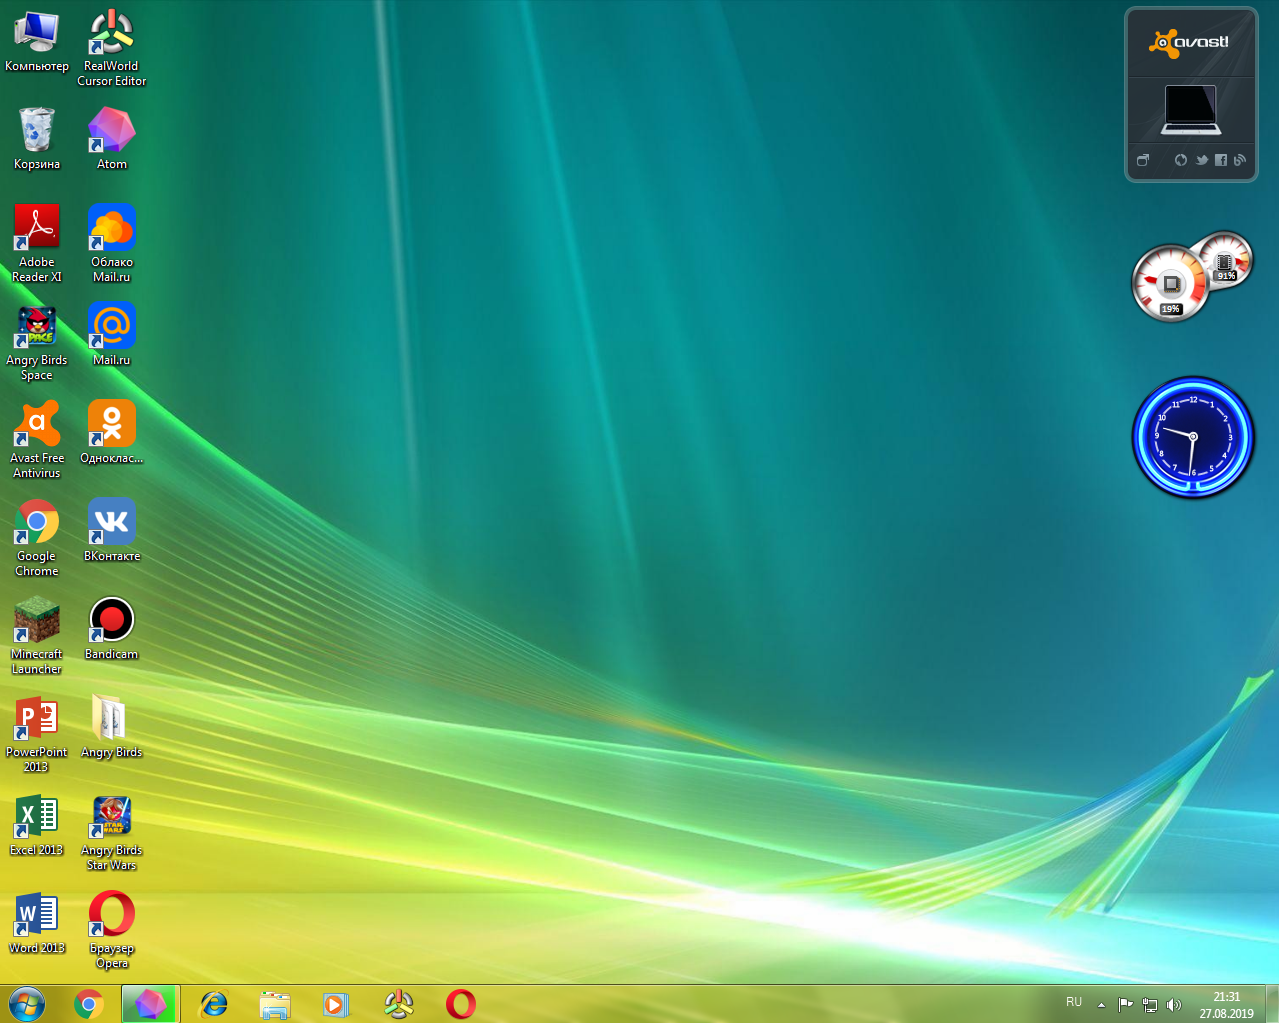 Компьютер
RealWorld
Cursor Editor
Корзина
Atom
Adobe
Reader XI
Облако
Mail.ru
Angry Birds
Space
Mail.ru
Avast Free
Antivirus
Одноклас...
Google
Chrome
ВКонтакте
Minecraft
Launcher
Bandicam
PowerPoint
2013
Angry Birds
Excel 2013
Angry Birds
Star Wars
Word 2013
Браузер
Opera
avast!
91%
19%
12
1
2
3
4
5
6
7
8
9
10
11
RU
21:31
27.08.2019